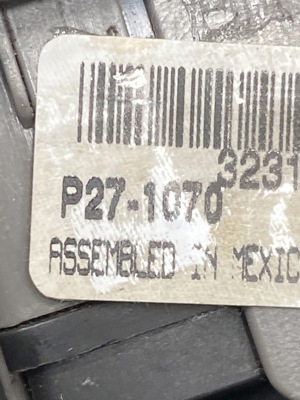 3231
P27-1070
ASSEMBLED IN MEXIC